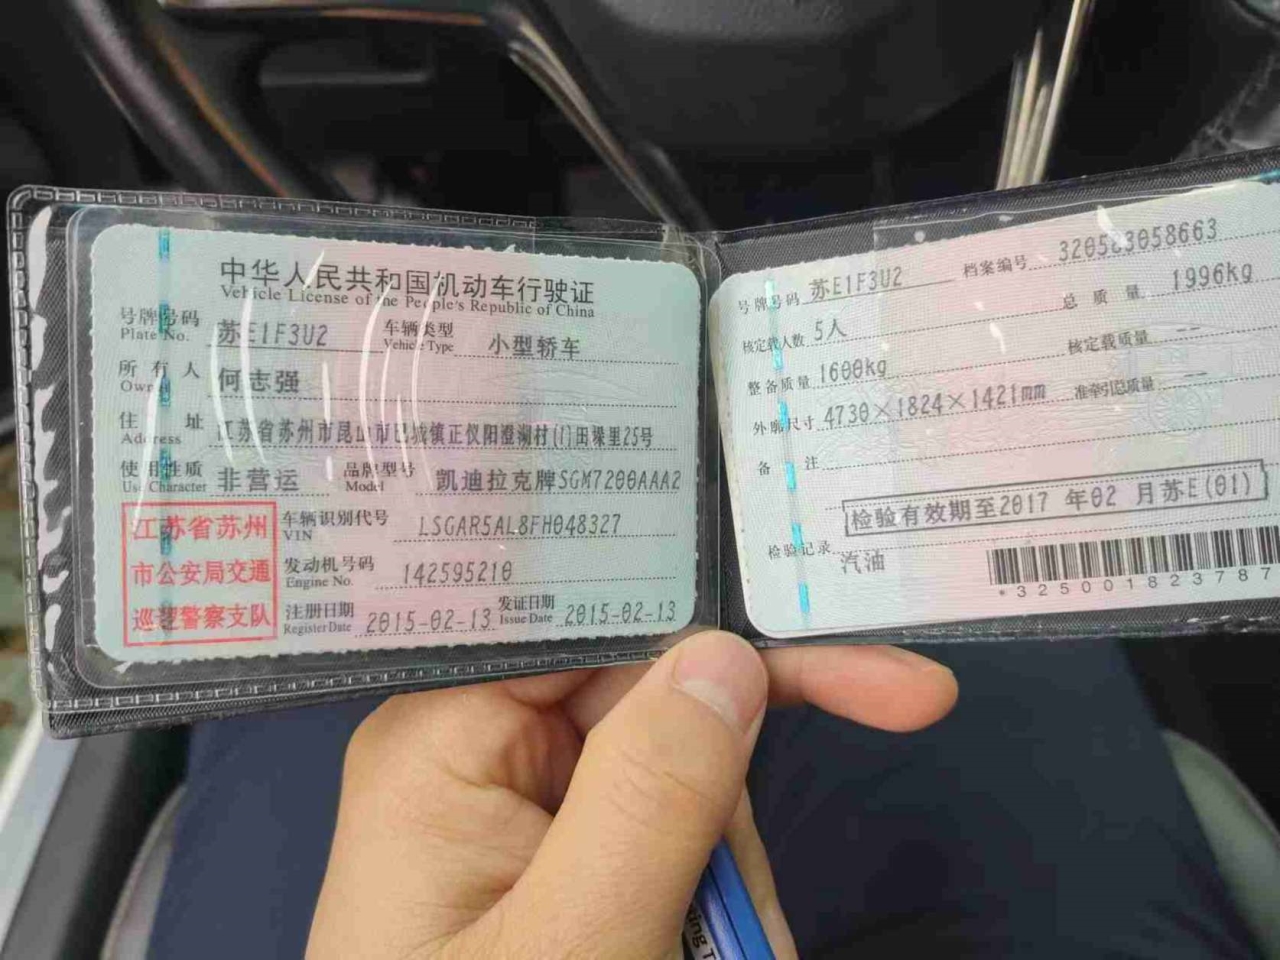 中华人民共和国机动车行驶证
Vehicle License of the People's Republic of China
号牌号码 苏E1F3U2 车辆类型 小型轿车
Plate No. Vehicle Type
所有人 何志强
Owner
住址 江苏省苏州市昆山市巴城镇正仪阳澄湖村(1)田墚里25号
Address
使用性质 非营运 品牌型号 凯迪拉克牌SGM7200AAA2
Use Character Model
江苏省苏州
市公安局交通
巡逻警察支队
车辆识别代号 LSGAR5AL8FH048327
VIN
发动机号码 142595210
Engine No.
注册日期 2015-02-13 发证日期 2015-02-13
Register Date Issue Date
号牌号码 苏E1F3U2 档案编号 320583058663
核定载人数 5人 总质量 1996kg
整备质量 1600kg 核定载质量 --
外廓尺寸 4730×1824×1421mm 准牵引总质量 --
备注
检验有效期至2017年02月苏E(01)
检验记录
汽油
*325001823787